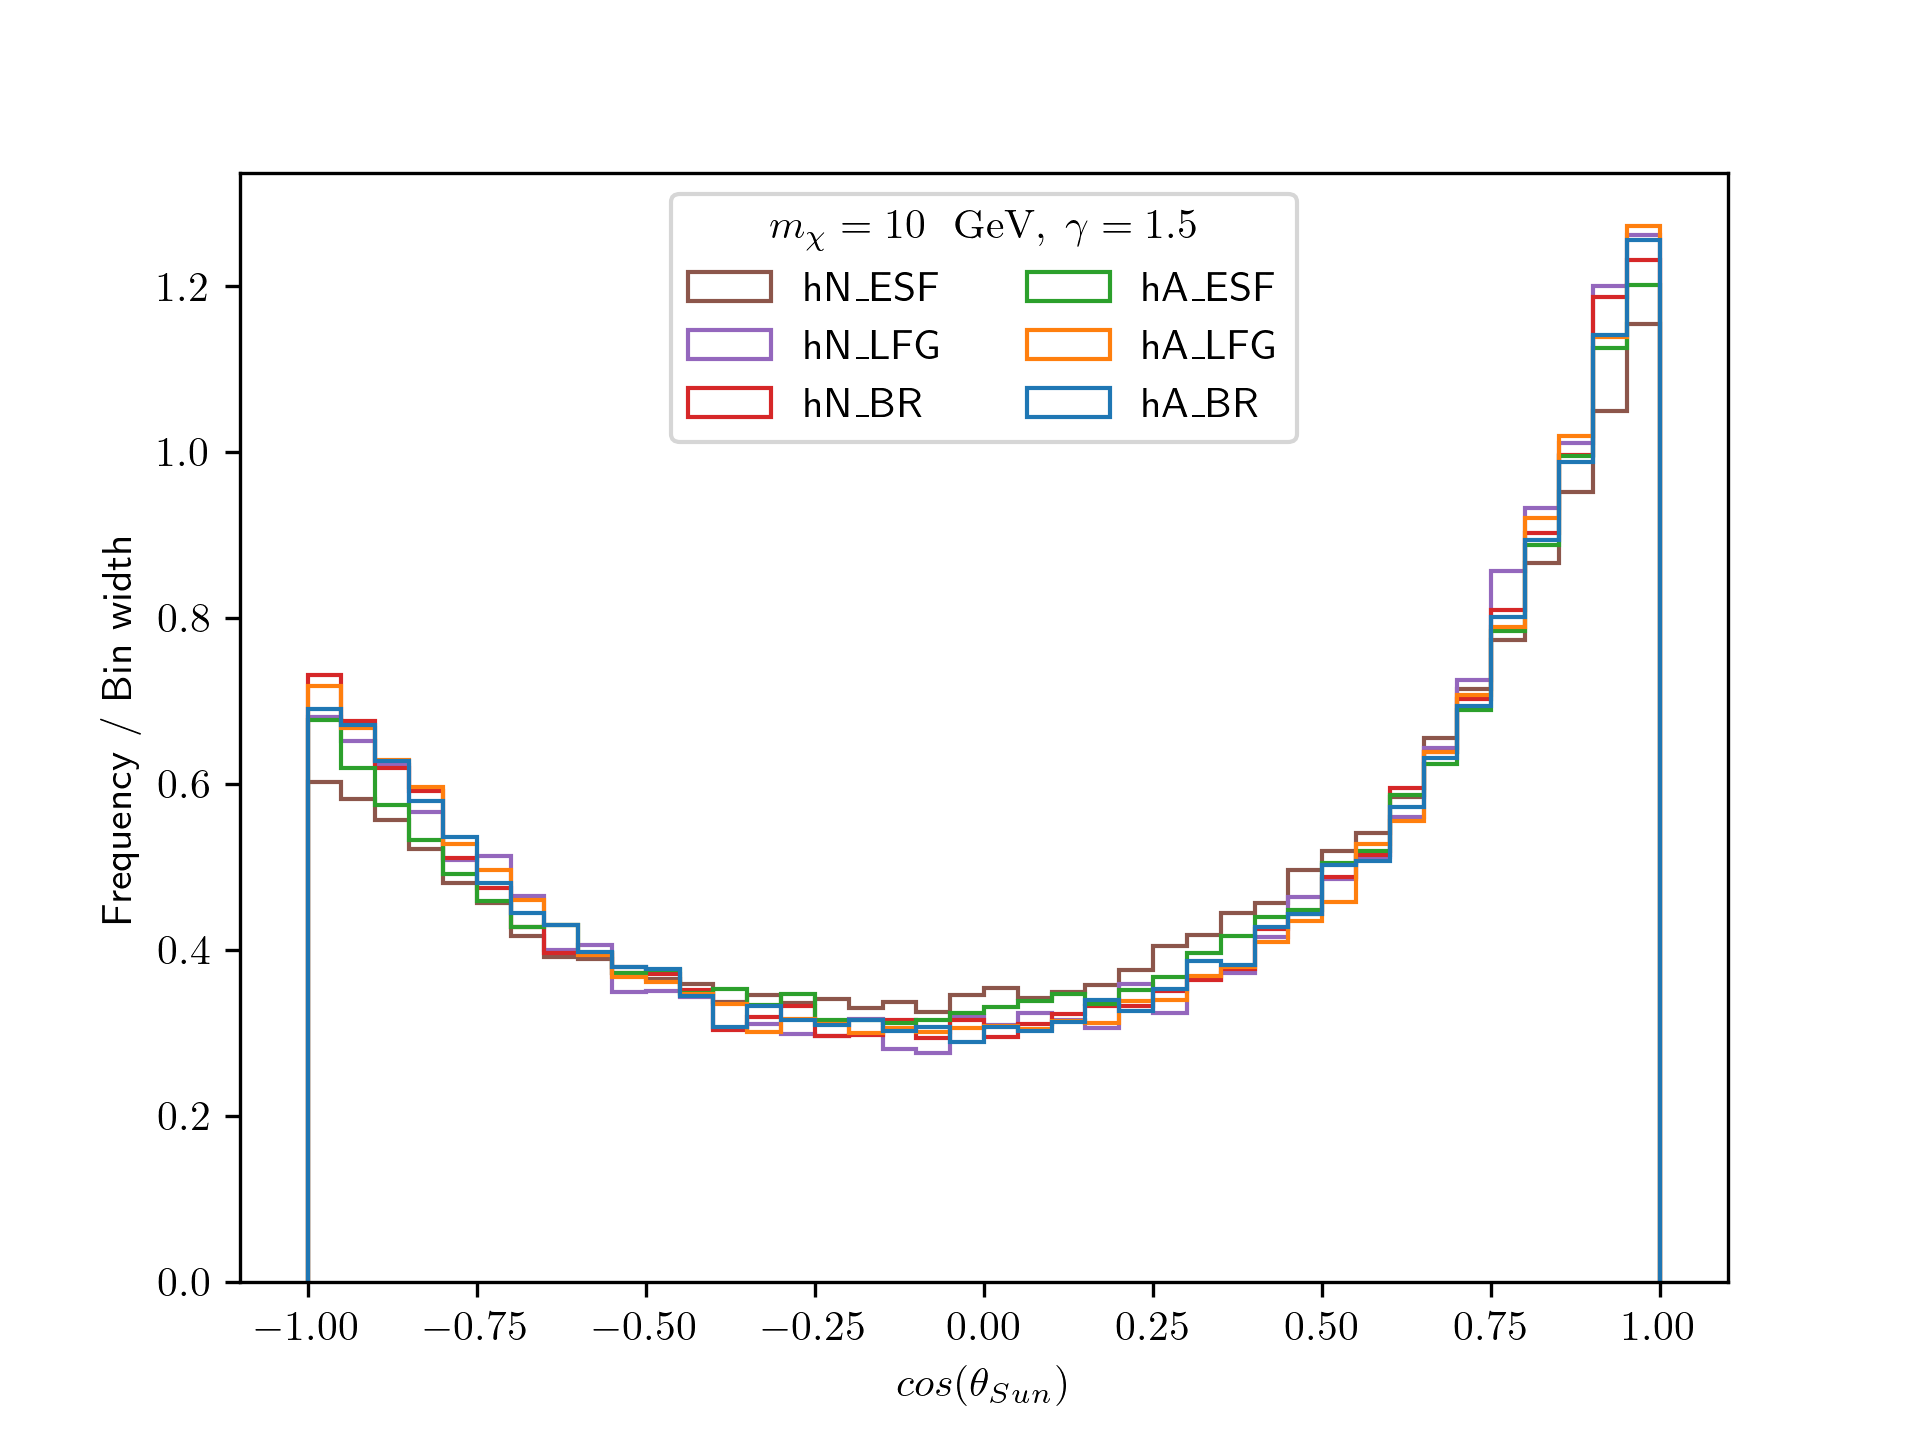 m_χ = 10 GeV, γ = 1.5
hN_ESF
hN_LFG
hN_BR
hA_ESF
hA_LFG
hA_BR
Frequency / Bin width
1.2
1.0
0.8
0.6
0.4
0.2
0.0
−1.00 −0.75 −0.50 −0.25 0.00 0.25 0.50 0.75 1.00
cos(θ_Sun)